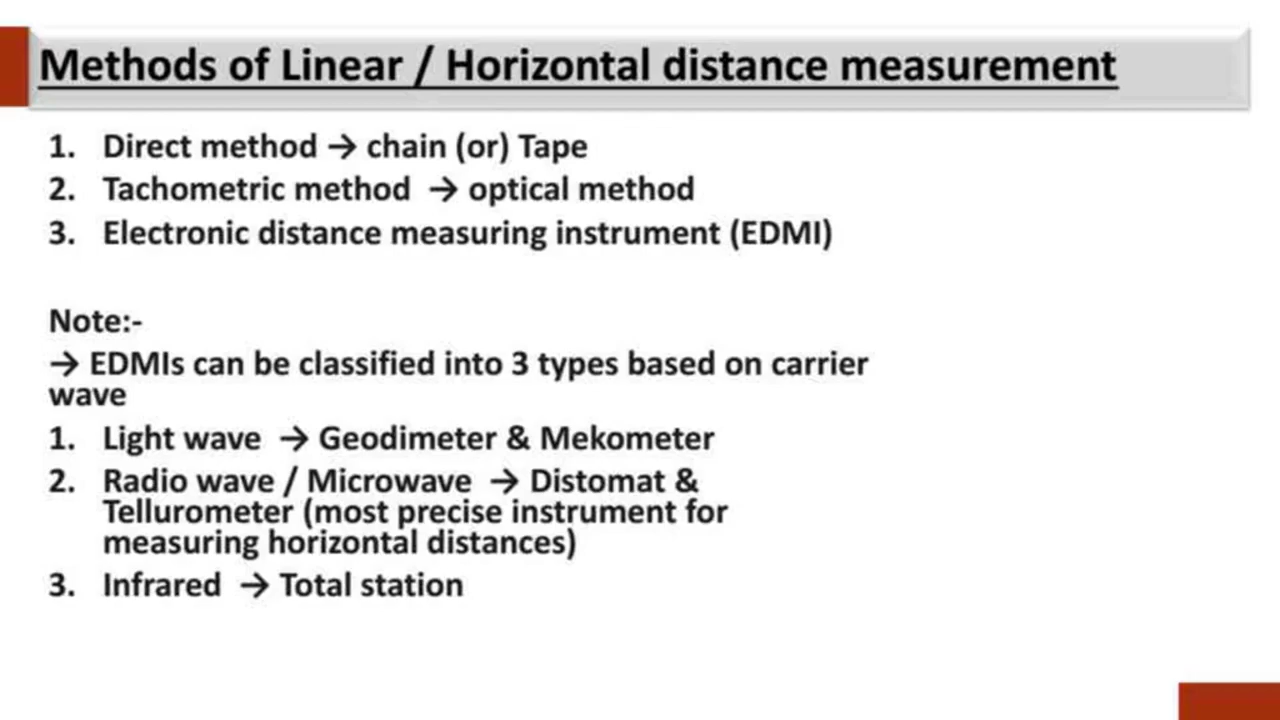 Methods of Linear / Horizontal distance measurement
1. Direct method → chain (or) Tape
2. Tachometric method → optical method
3. Electronic distance measuring instrument (EDMI)
Note:-
→ EDMIs can be classified into 3 types based on carrier
wave
1. Light wave → Geodimeter & Mekometer
2. Radio wave / Microwave → Distomat &
Tellurometer (most precise instrument for
measuring horizontal distances)
3. Infrared → Total station